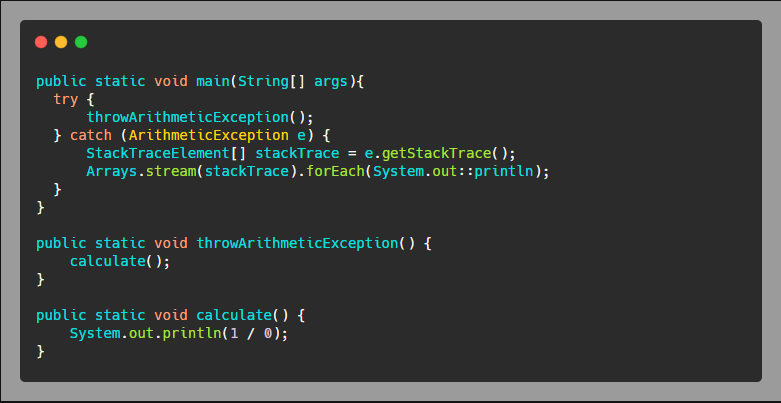 public static void main(String[] args){
  try {
      throwArithmeticException();
  } catch (ArithmeticException e) {
      StackTraceElement[] stackTrace = e.getStackTrace();
      Arrays.stream(stackTrace).forEach(System.out::println);
  }
}

public static void throwArithmeticException() {
    calculate();
}

public static void calculate() {
    System.out.println(1 / 0);
}